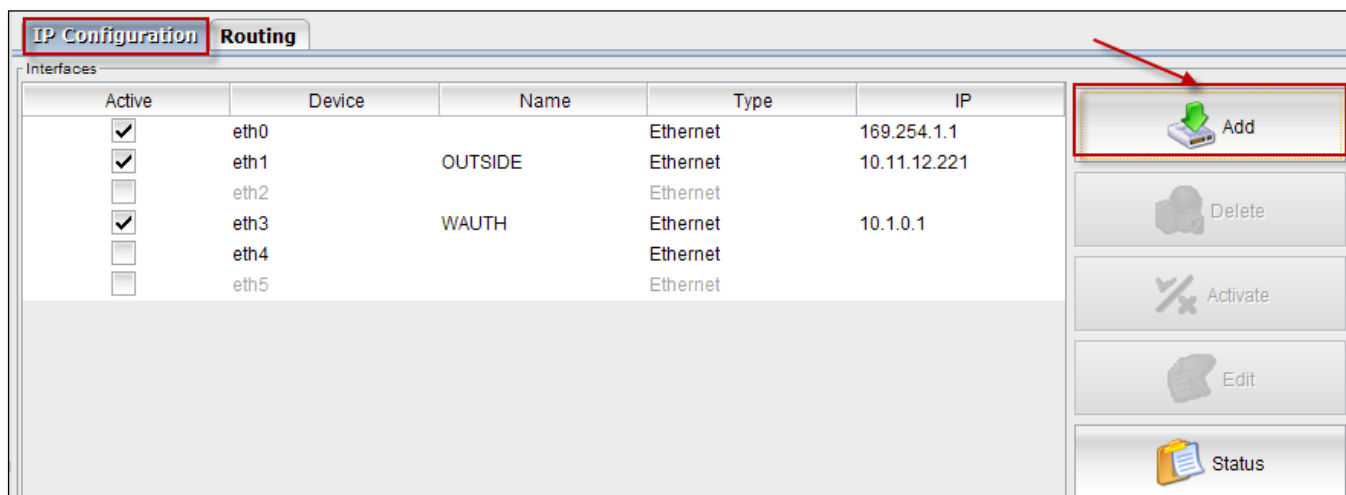 IP Configuration Routing
Interfaces
Active Device Name Type IP
eth0 Ethernet 169.254.1.1
eth1 OUTSIDE Ethernet 10.11.12.221
eth2 Ethernet
eth3 WAUTH Ethernet 10.1.0.1
eth4 Ethernet
eth5 Ethernet
Add
Delete
Activate
Edit
Status